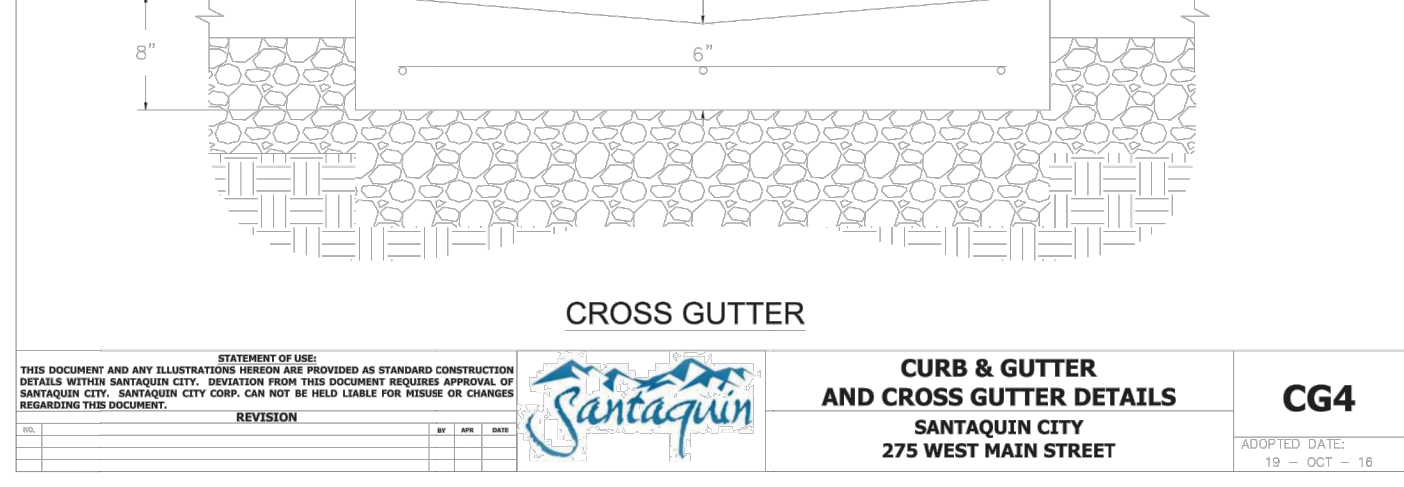 8”
6”
CROSS GUTTER
STATEMENT OF USE:
THIS DOCUMENT AND ANY ILLUSTRATIONS HEREON ARE PROVIDED AS STANDARD CONSTRUCTION
DETAILS WITHIN SANTAQUIN CITY. DEVIATION FROM THIS DOCUMENT REQUIRES APPROVAL OF
SANTAQUIN CITY. SANTAQUIN CITY CORP. CAN NOT BE HELD LIABLE FOR MISUSE OR CHANGES
REGARDING THIS DOCUMENT.
REVISION
NO. BY APR DATE
Santaquin
CURB & GUTTER
AND CROSS GUTTER DETAILS
SANTAQUIN CITY
275 WEST MAIN STREET
CG4
ADOPTED DATE:
19 – OCT – 16